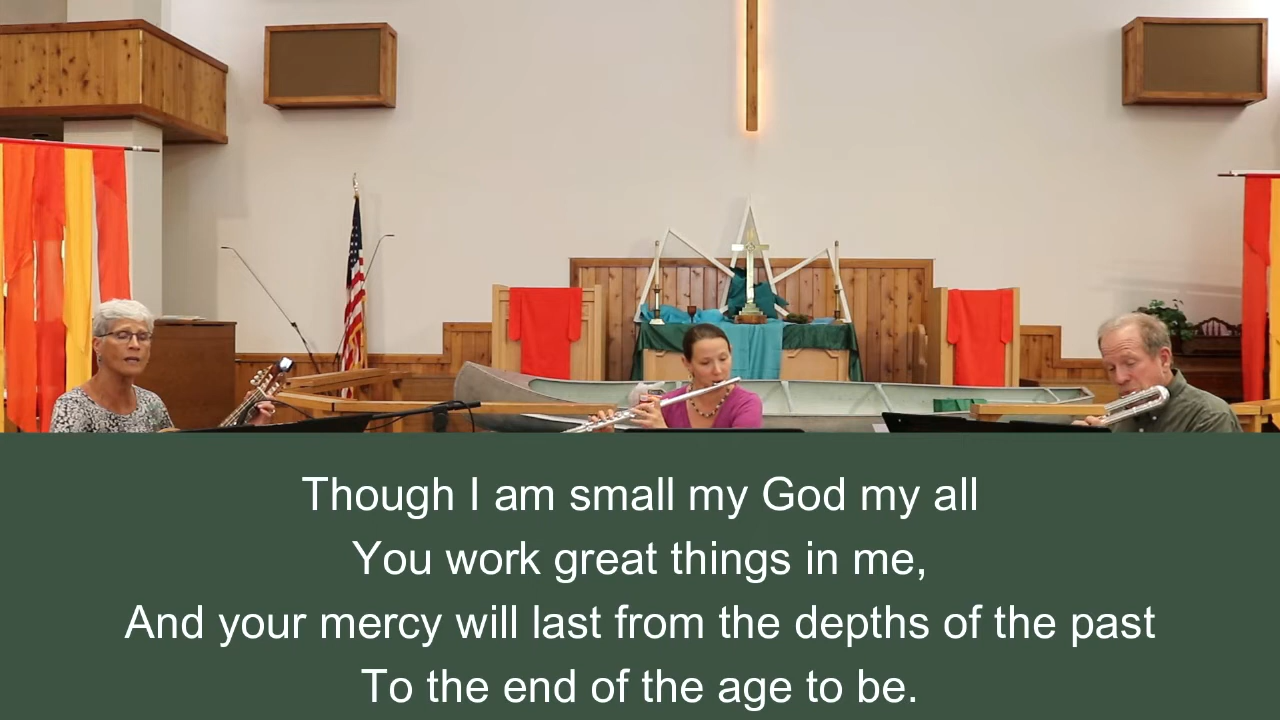 Though I am small my God my all
You work great things in me,
And your mercy will last from the depths of the past
To the end of the age to be.